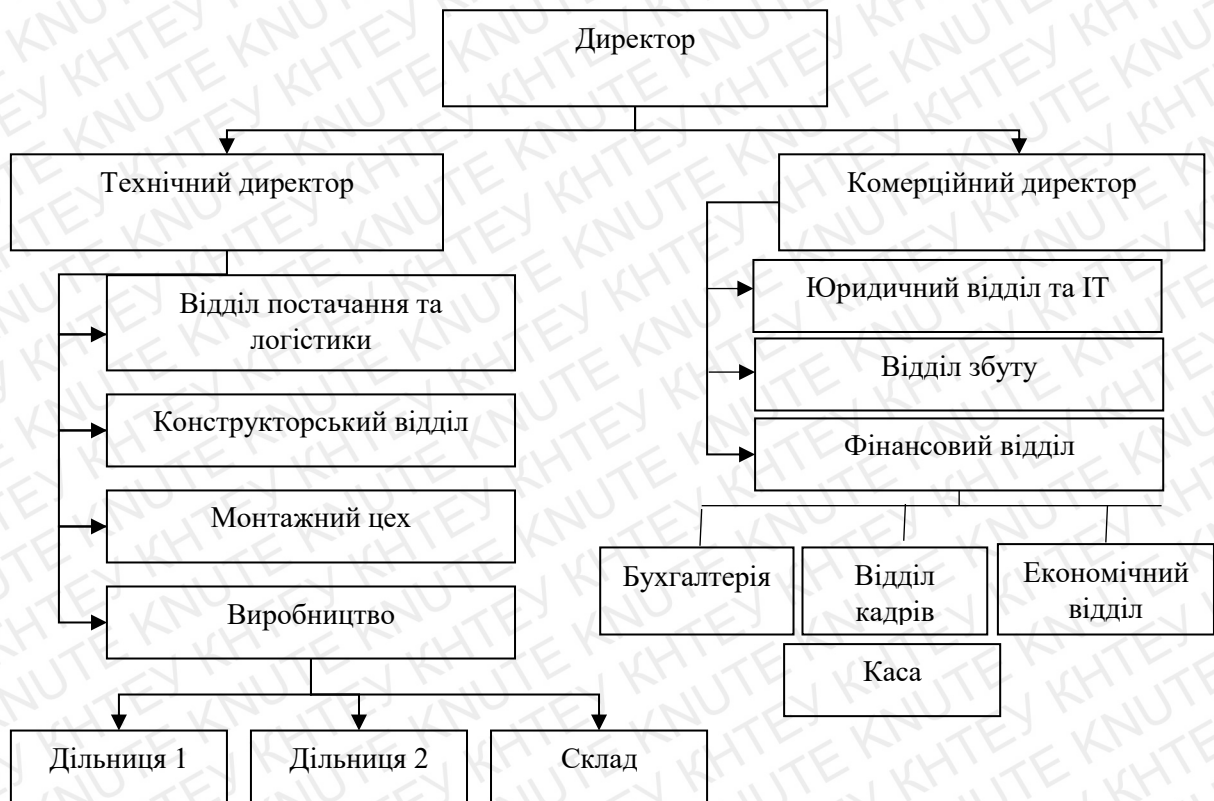 Директор
Технічний директор
Комерційний директор
Відділ постачання та
логістики
Конструкторський відділ
Монтажний цех
Виробництво
Дільниця 1
Дільниця 2
Склад
Юридичний відділ та ІТ
Відділ збуту
Фінансовий відділ
Бухгалтерія
Відділ
кадрів
Економічний
відділ
Каса